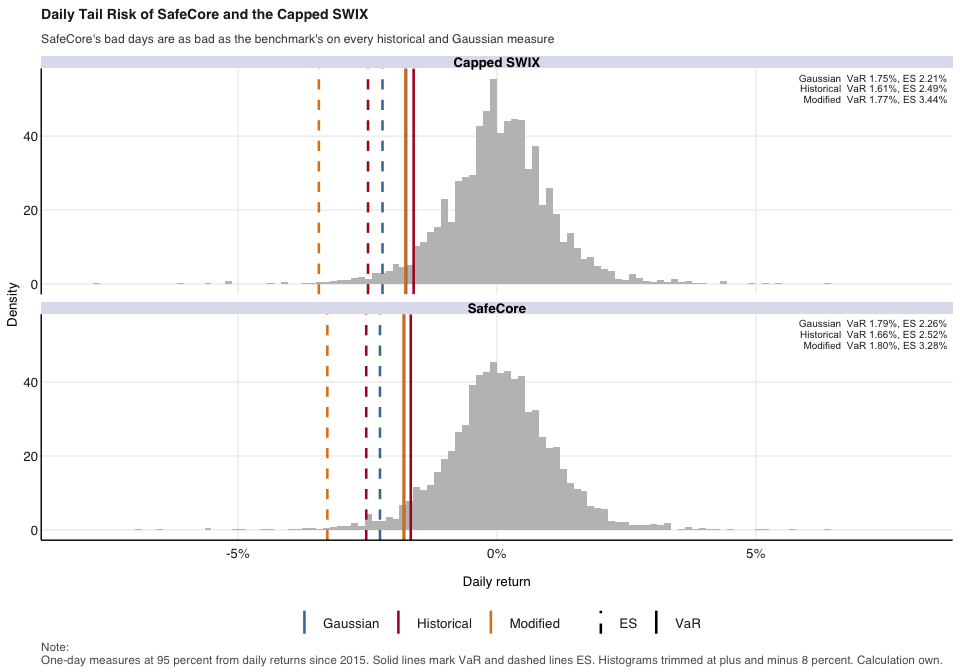 Daily Tail Risk of SafeCore and the Capped SWIX
SafeCore's bad days are as bad as the benchmark's on every historical and Gaussian measure
Capped SWIX
Gaussian VaR 1.75%, ES 2.21%
Historical VaR 1.61%, ES 2.49%
Modified VaR 1.77%, ES 3.44%
40
20
0
Density
SafeCore
Gaussian VaR 1.79%, ES 2.26%
Historical VaR 1.66%, ES 2.52%
Modified VaR 1.80%, ES 3.28%
40
20
0
-5% 0% 5%
Daily return
Gaussian Historical Modified ES VaR
Note:
One-day measures at 95 percent from daily returns since 2015. Solid lines mark VaR and dashed lines ES. Histograms trimmed at plus and minus 8 percent. Calculation own.